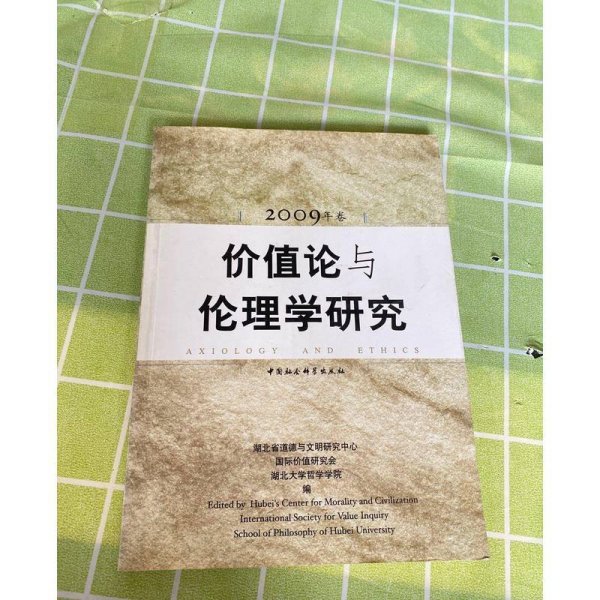 2009年卷
价值论与
伦理学研究
AXIOLOGY AND ETHICS
中国社会科学出版社
湖北省道德与文明研究中心
国际价值研究会
湖北大学哲学学院
编
Edited by Hubei's Center for Morality and Civilization
International Society for Value Inquiry
School of Philosophy of Hubei University